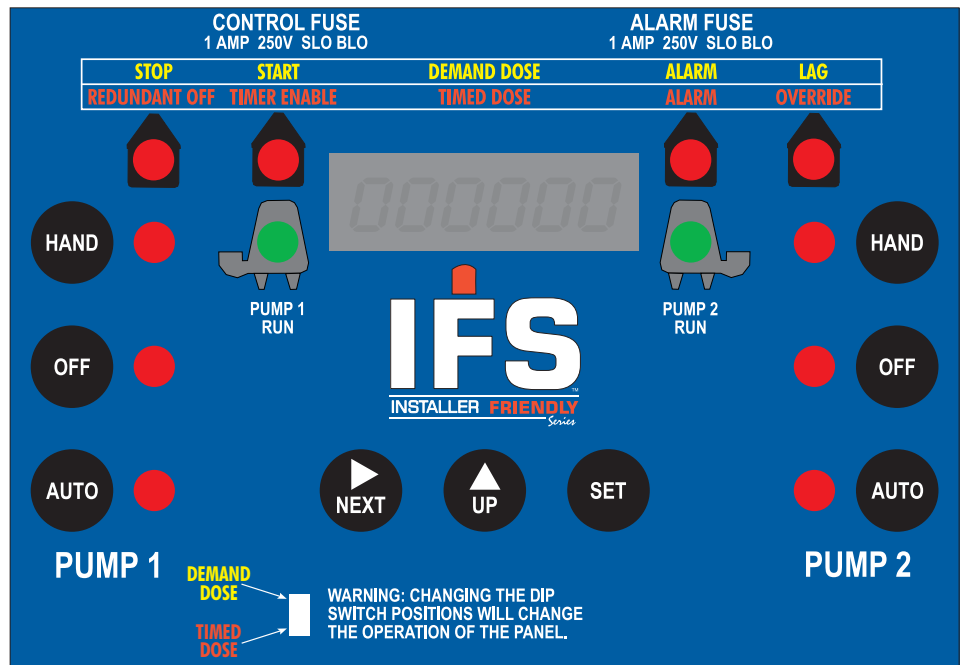 CONTROL FUSE
1 AMP 250V SLO BLO
ALARM FUSE
1 AMP 250V SLO BLO
STOP START DEMAND DOSE ALARM LAG
REDUNDANT OFF TIMER ENABLE TIMED DOSE ALARM OVERRIDE
000000
HAND
HAND
PUMP 1
RUN
PUMP 2
RUN
IFS
TM
INSTALLER FRIENDLY
Series
OFF
OFF
AUTO
NEXT
UP
SET
AUTO
PUMP 1
PUMP 2
DEMAND
DOSE
TIMED
DOSE
WARNING: CHANGING THE DIP
SWITCH POSITIONS WILL CHANGE
THE OPERATION OF THE PANEL.